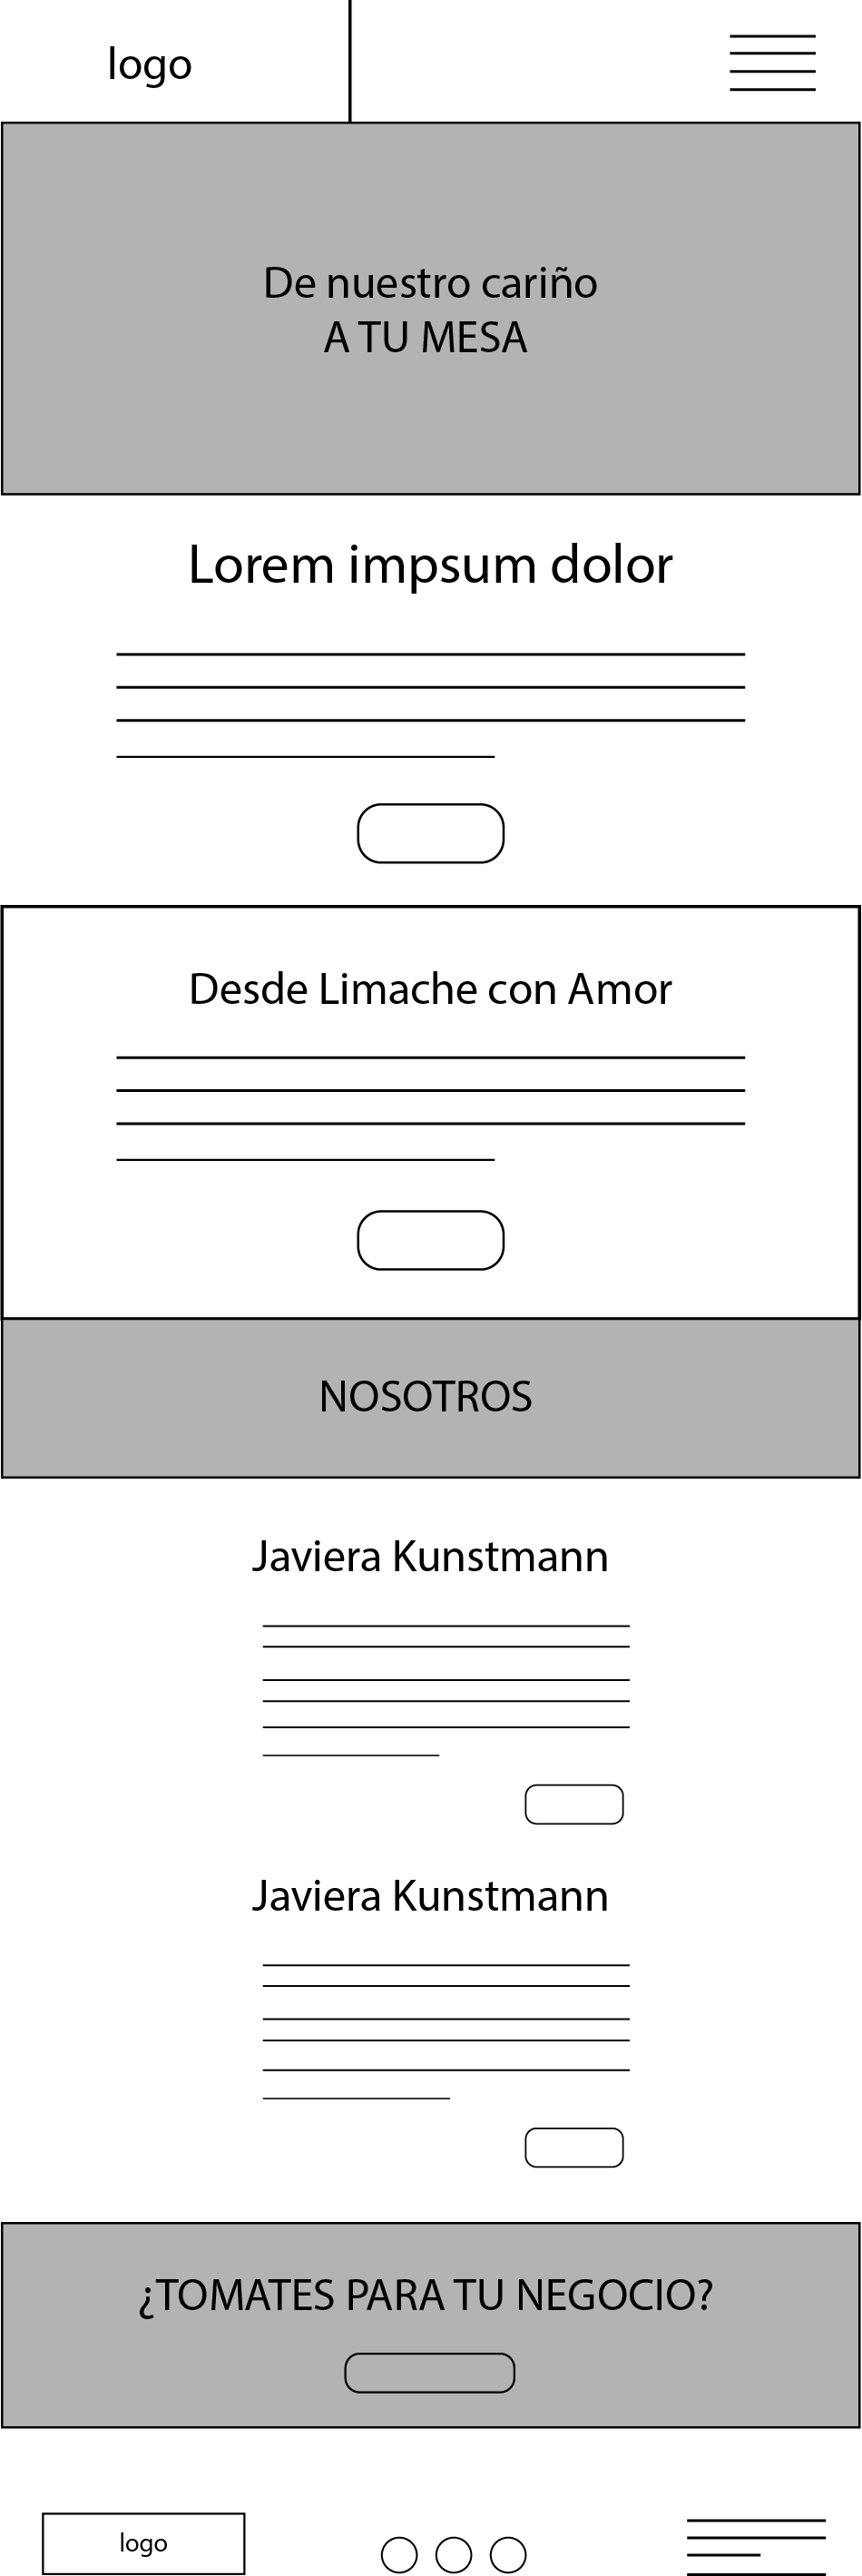 logo
De nuestro cariño
A TU MESA
Lorem impsum dolor
Desde Limache con Amor
NOSOTROS
Javiera Kunstmann
Javiera Kunstmann
¿TOMATES PARA TU NEGOCIO?
logo